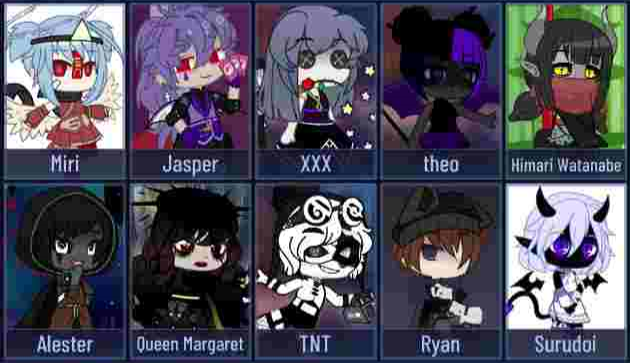 Miri
Jasper
XXX
theo
Himari Watanabe
Alester
Queen Margaret
TNT
Ryan
Surudoi